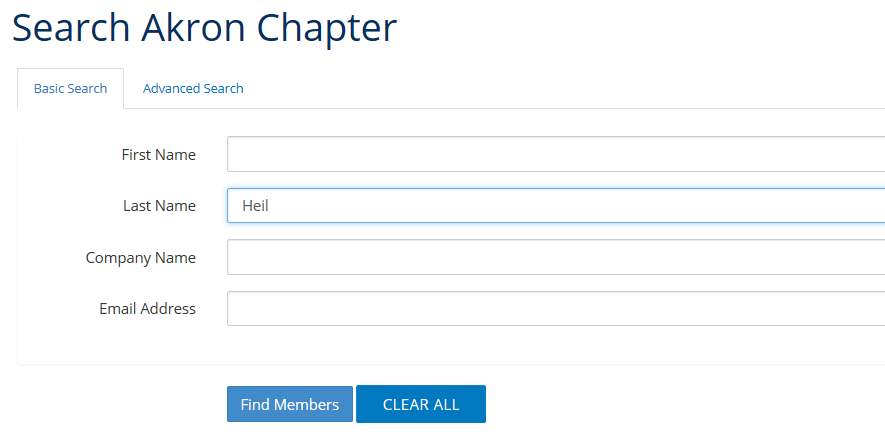 Search Akron Chapter
Basic Search Advanced Search
First Name
Last Name Heil
Company Name
Email Address
Find Members CLEAR ALL